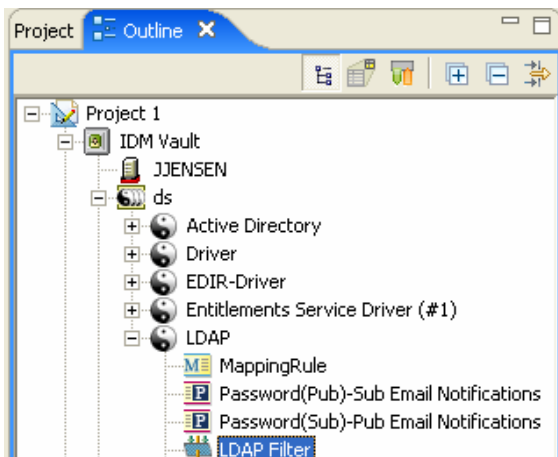 Project Outline
Project 1
IDM Vault
JJENSEN
ds
Active Directory
Driver
EDIR-Driver
Entitlements Service Driver (#1)
LDAP
MappingRule
Password(Pub)-Sub Email Notifications
Password(Sub)-Pub Email Notifications
LDAP Filter